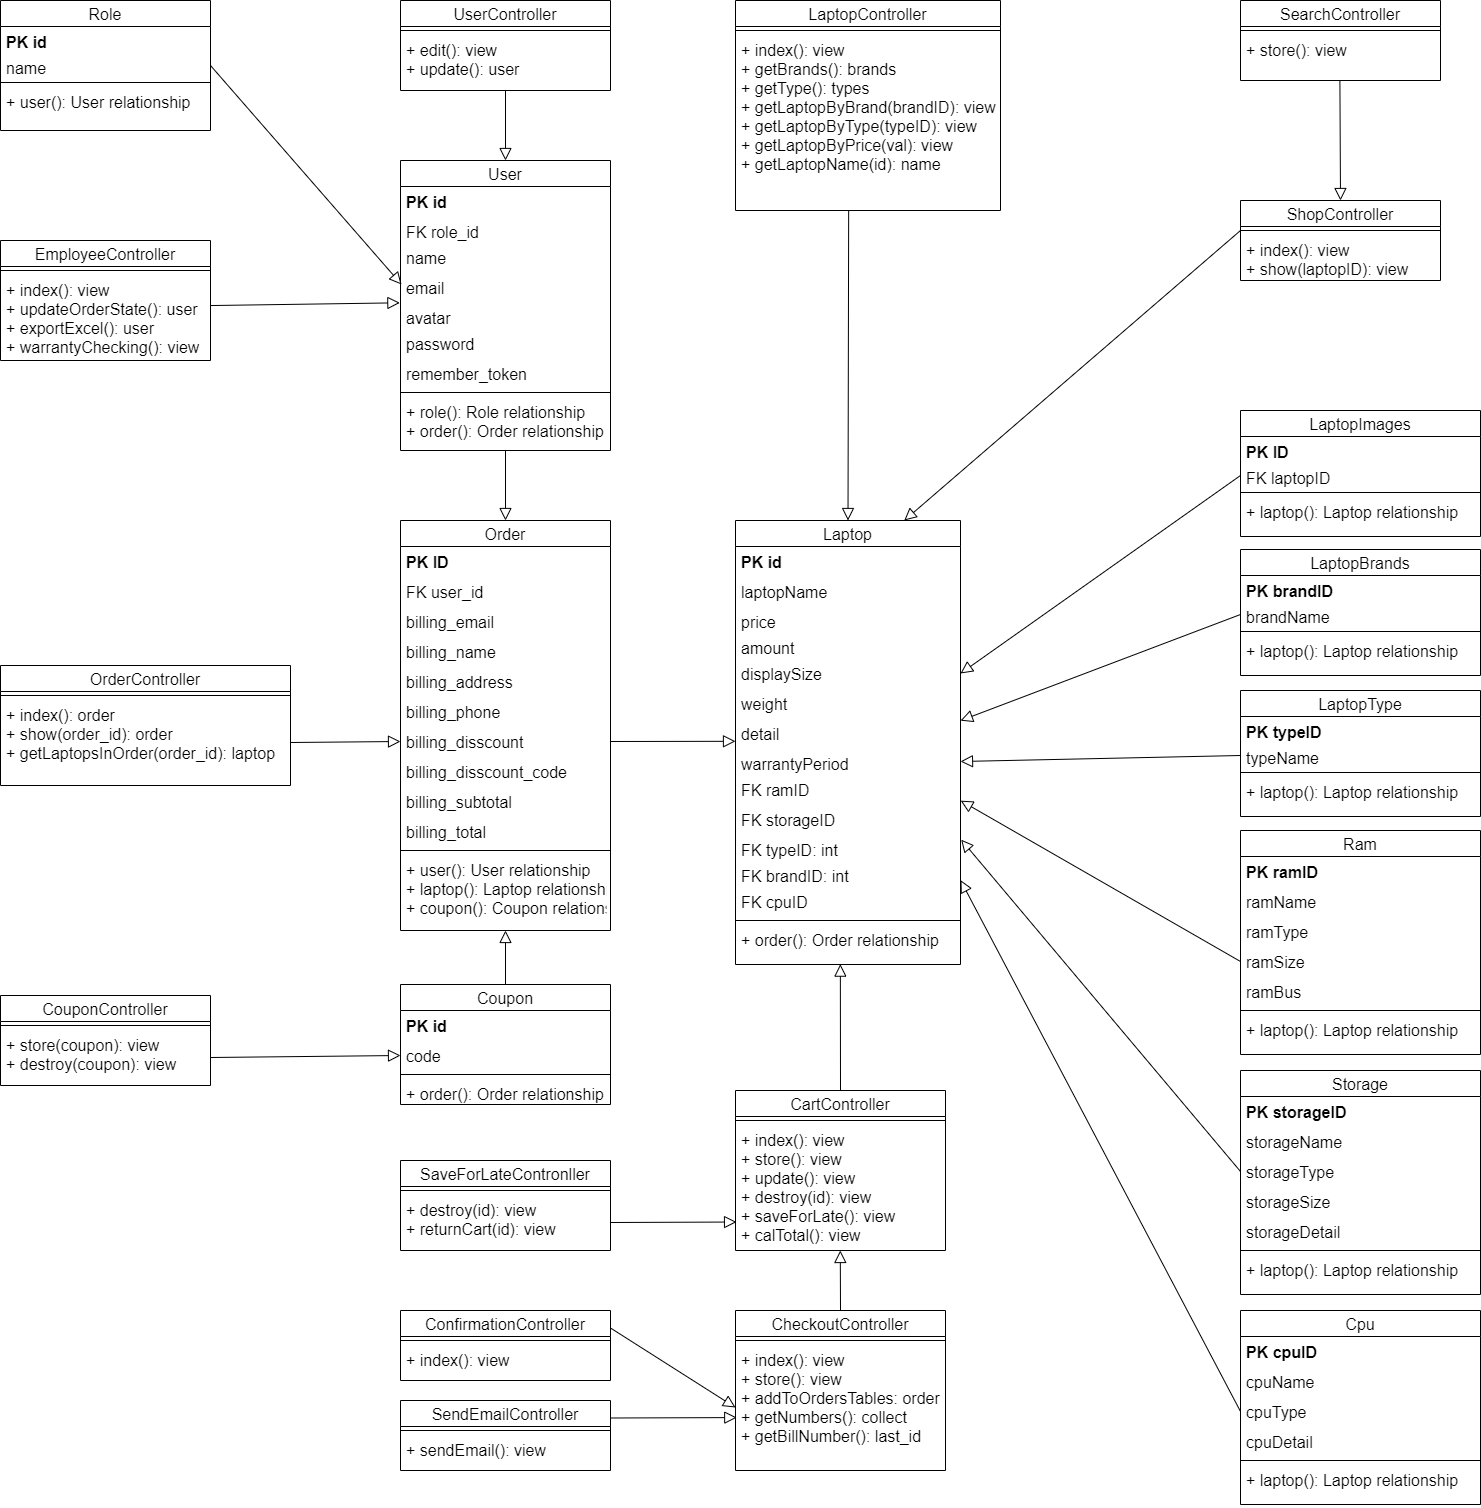 Role
PK id
name
+ user(): User relationship
UserController
+ edit(): view
+ update(): user
LaptopController
+ index(): view
+ getBrands(): brands
+ getType(): types
+ getLaptopByBrand(brandID): view
+ getLaptopByType(typeID): view
+ getLaptopByPrice(val): view
+ getLaptopName(id): name
SearchController
+ store(): view
User
PK id
FK role_id
name
email
avatar
password
remember_token
+ role(): Role relationship
+ order(): Order relationship
ShopController
+ index(): view
+ show(laptopID): view
EmployeeController
+ index(): view
+ updateOrderState(): user
+ exportExcel(): user
+ warrantyChecking(): view
LaptopImages
PK ID
FK laptopID
+ laptop(): Laptop relationship
Order
PK ID
FK user_id
billing_email
billing_name
billing_address
billing_phone
billing_disscount
billing_disscount_code
billing_subtotal
billing_total
+ user(): User relationship
+ laptop(): Laptop relationsh
+ coupon(): Coupon relation
Laptop
PK id
laptopName
price
amount
displaySize
weight
detail
warrantyPeriod
FK ramID
FK storageID
FK typeID: int
FK brandID: int
FK cpuID
+ order(): Order relationship
LaptopBrands
PK brandID
brandName
+ laptop(): Laptop relationship
OrderController
+ index(): order
+ show(order_id): order
+ getLaptopsInOrder(order_id): laptop
LaptopType
PK typeID
typeName
+ laptop(): Laptop relationship
Ram
PK ramID
ramName
ramType
ramSize
ramBus
+ laptop(): Laptop relationship
CouponController
+ store(coupon): view
+ destroy(coupon): view
Coupon
PK id
code
+ order(): Order relationship
Storage
PK storageID
storageName
storageType
storageSize
storageDetail
+ laptop(): Laptop relationship
CartController
+ index(): view
+ store(): view
+ update(): view
+ destroy(id): view
+ saveForLate(): view
+ calTotal(): view
SaveForLateContronller
+ destroy(id): view
+ returnCart(id): view
ConfirmationController
+ index(): view
CheckoutController
+ index(): view
+ store(): view
+ addToOrdersTables: order
+ getNumbers(): collect
+ getBillNumber(): last_id
Cpu
PK cpuID
cpuName
cpuType
cpuDetail
+ laptop(): Laptop relationship
SendEmailController
+ sendEmail(): view